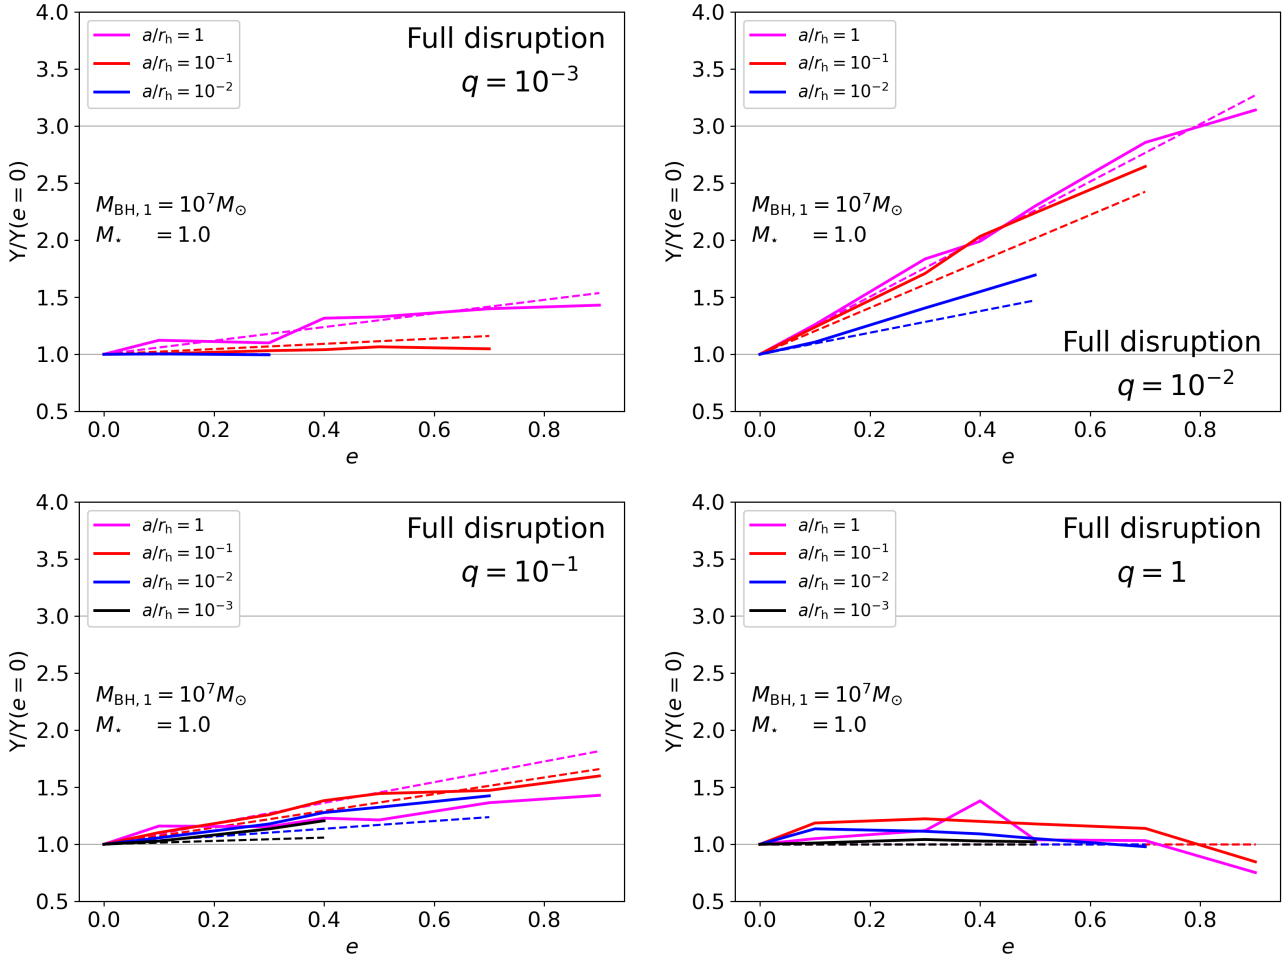 4.0
3.5
3.0
2.5
2.0
1.5
1.0
0.5
Υ/Υ(e = 0)
a/r_h = 1
a/r_h = 10^{-1}
a/r_h = 10^{-2}
Full disruption
q = 10^{-3}
M_{BH, 1} = 10^7 M_⊙
M_⋆ = 1.0
0.0 0.2 0.4 0.6 0.8
e
4.0
3.5
3.0
2.5
2.0
1.5
1.0
0.5
Υ/Υ(e = 0)
a/r_h = 1
a/r_h = 10^{-1}
a/r_h = 10^{-2}
M_{BH, 1} = 10^7 M_⊙
M_⋆ = 1.0
Full disruption
q = 10^{-2}
0.0 0.2 0.4 0.6 0.8
e
4.0
3.5
3.0
2.5
2.0
1.5
1.0
0.5
Υ/Υ(e = 0)
a/r_h = 1
a/r_h = 10^{-1}
a/r_h = 10^{-2}
a/r_h = 10^{-3}
Full disruption
q = 10^{-1}
M_{BH, 1} = 10^7 M_⊙
M_⋆ = 1.0
0.0 0.2 0.4 0.6 0.8
e
4.0
3.5
3.0
2.5
2.0
1.5
1.0
0.5
Υ/Υ(e = 0)
a/r_h = 1
a/r_h = 10^{-1}
a/r_h = 10^{-2}
a/r_h = 10^{-3}
Full disruption
q = 1
M_{BH, 1} = 10^7 M_⊙
M_⋆ = 1.0
0.0 0.2 0.4 0.6 0.8
e